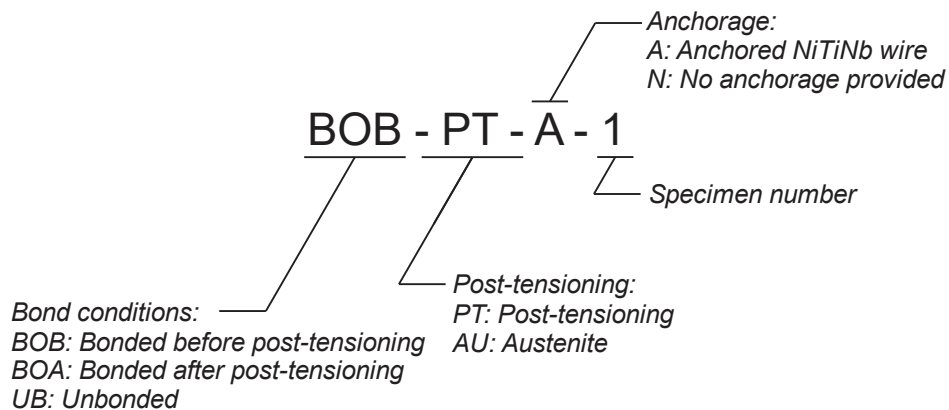 Anchorage:
A: Anchored NiTiNb wire
N: No anchorage provided
BOB - PT - A - 1
Specimen number
Post-tensioning:
PT: Post-tensioning
AU: Austenite
Bond conditions:
BOB: Bonded before post-tensioning
BOA: Bonded after post-tensioning
UB: Unbonded